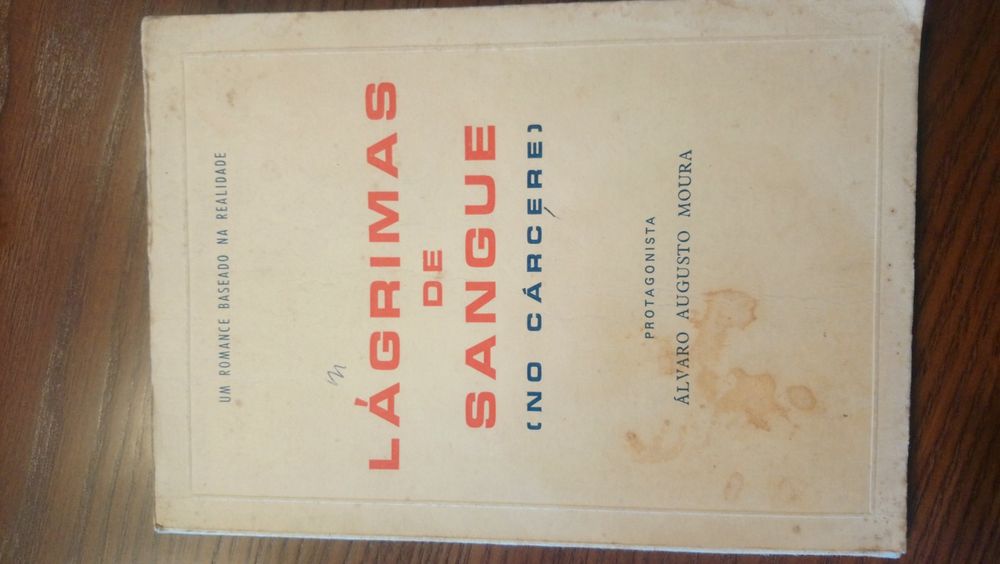 UM ROMANCE BASEADO NA REALIDADE
LÁGRIMAS
DE
SANGUE
(NO CÁRCERE)
PROTAGONISTA
ÁLVARO AUGUSTO MOURA